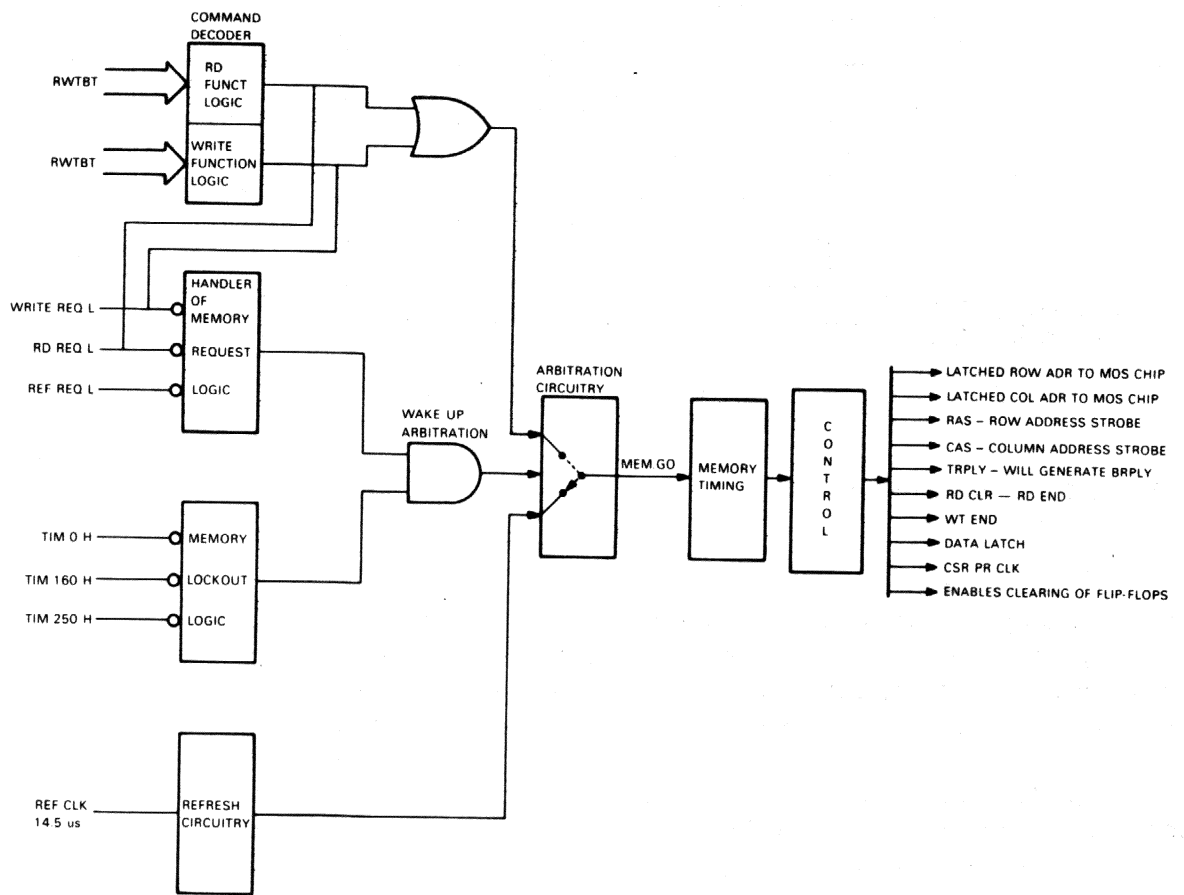 COMMAND
DECODER
RWTBT
RD
FUNCT
LOGIC
RWTBT
WRITE
FUNCTION
LOGIC
WRITE REQ L
RD REQ L
REF REQ L
HANDLER
OF
MEMORY
REQUEST
LOGIC
WAKE UP
ARBITRATION
ARBITRATION
CIRCUITRY
MEM GO
MEMORY
TIMING
CONTROL
LATCHED ROW ADR TO MOS CHIP
LATCHED COL ADR TO MOS CHIP
RAS – ROW ADDRESS STROBE
CAS – COLUMN ADDRESS STROBE
TRPLY – WILL GENERATE BRPLY
RD CLR — RD END
WT END
DATA LATCH
CSR PR CLK
ENABLES CLEARING OF FLIP-FLOPS
TIM 0 H
TIM 160 H
TIM 250 H
MEMORY
LOCKOUT
LOGIC
REF CLK
14.5 us
REFRESH
CIRCUITRY